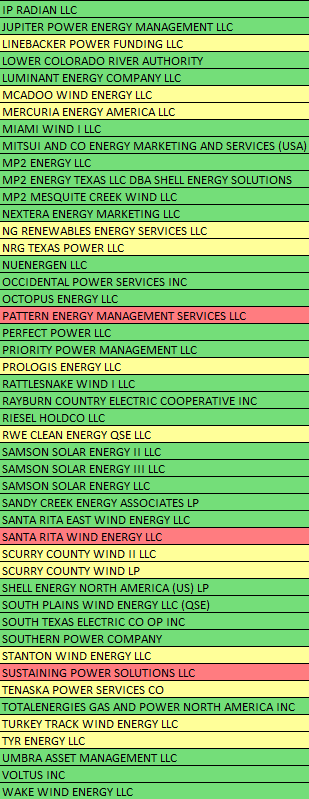 IP RADIAN LLC
JUPITER POWER ENERGY MANAGEMENT LLC
LINEBACKER POWER FUNDING LLC
LOWER COLORADO RIVER AUTHORITY
LUMINANT ENERGY COMPANY LLC
MCADOO WIND ENERGY LLC
MERCURIA ENERGY AMERICA LLC
MIAMI WIND I LLC
MITSUI AND CO ENERGY MARKETING AND SERVICES (USA)
MP2 ENERGY LLC
MP2 ENERGY TEXAS LLC DBA SHELL ENERGY SOLUTIONS
MP2 MESQUITE CREEK WIND LLC
NEXTERA ENERGY MARKETING LLC
NG RENEWABLES ENERGY SERVICES LLC
NRG TEXAS POWER LLC
NUENERGEN LLC
OCCIDENTAL POWER SERVICES INC
OCTOPUS ENERGY LLC
PATTERN ENERGY MANAGEMENT SERVICES LLC
PERFECT POWER LLC
PRIORITY POWER MANAGEMENT LLC
PROLOGIS ENERGY LLC
RATTLESNAKE WIND I LLC
RAYBURN COUNTRY ELECTRIC COOPERATIVE INC
RIESEL HOLDCO LLC
RWE CLEAN ENERGY QSE LLC
SAMSON SOLAR ENERGY II LLC
SAMSON SOLAR ENERGY III LLC
SAMSON SOLAR ENERGY LLC
SANDY CREEK ENERGY ASSOCIATES LP
SANTA RITA EAST WIND ENERGY LLC
SANTA RITA WIND ENERGY LLC
SCURRY COUNTY WIND II LLC
SCURRY COUNTY WIND LP
SHELL ENERGY NORTH AMERICA (US) LP
SOUTH PLAINS WIND ENERGY LLC (QSE)
SOUTH TEXAS ELECTRIC CO OP INC
SOUTHERN POWER COMPANY
STANTON WIND ENERGY LLC
SUSTAINING POWER SOLUTIONS LLC
TENASKA POWER SERVICES CO
TOTALENERGIES GAS AND POWER NORTH AMERICA INC
TURKEY TRACK WIND ENERGY LLC
TYR ENERGY LLC
UMBRA ASSET MANAGEMENT LLC
VOLTUS INC
WAKE WIND ENERGY LLC